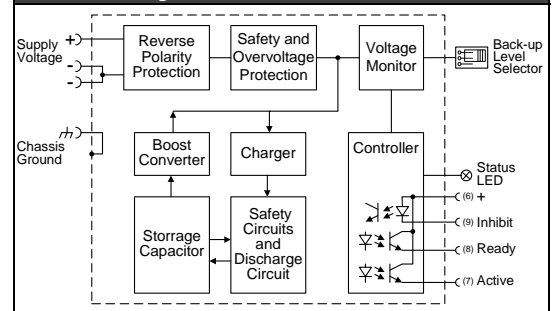 Supply
Voltage
+
-
-
Reverse
Polarity
Protection
Safety and
Overvoltage
Protection
Voltage
Monitor
Back-up
Level
Selector
Chassis
Ground
Boost
Converter
Charger
Controller
Status
LED
(6) +
(9) Inhibit
(8) Ready
(7) Active
Storrage
Capacitor
Safety
Circuits
and
Discharge
Circuit